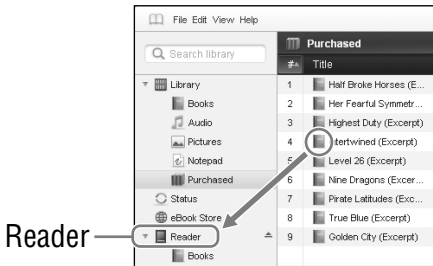 File Edit View Help
Search library
Purchased
# Title
Library
Books
Audio
Pictures
Notepad
Purchased
Status
eBook Store
Reader
Books
1 Half Broke Horses (E...
2 Her Fearful Symmetr...
3 Highest Duty (Excerpt)
4 Intertwined (Excerpt)
5 Level 26 (Excerpt)
6 Nine Dragons (Excer...
7 Pirate Latitudes (Exc...
8 True Blue (Excerpt)
9 Golden City (Excerpt)
Reader